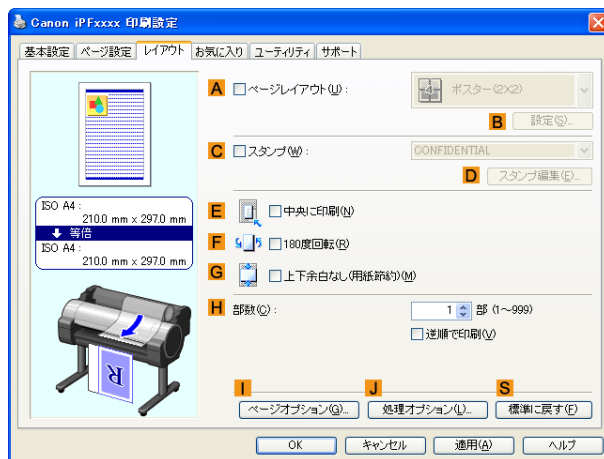 Canon iPFxxxx 印刷設定
基本設定 ページ設定 レイアウト お気に入り ユーティリティ サポート
A ページレイアウト(U): 4 ポスター(2X2)
B 設定(S)...
C スタンプ(W): CONFIDENTIAL
D スタンプ編集(E)...
ISO A4:
210.0 mm x 297.0 mm
等倍
ISO A4:
210.0 mm x 297.0 mm
E 中央に印刷(N)
F 180度回転(R)
G 上下余白なし(用紙節約)(M)
H 部数(C): 1 部 (1～999)
逆順で印刷(V)
R
I J S
ページオプション(G)... 処理オプション(L)... 標準に戻す(F)
OK キャンセル 適用(A) ヘルプ